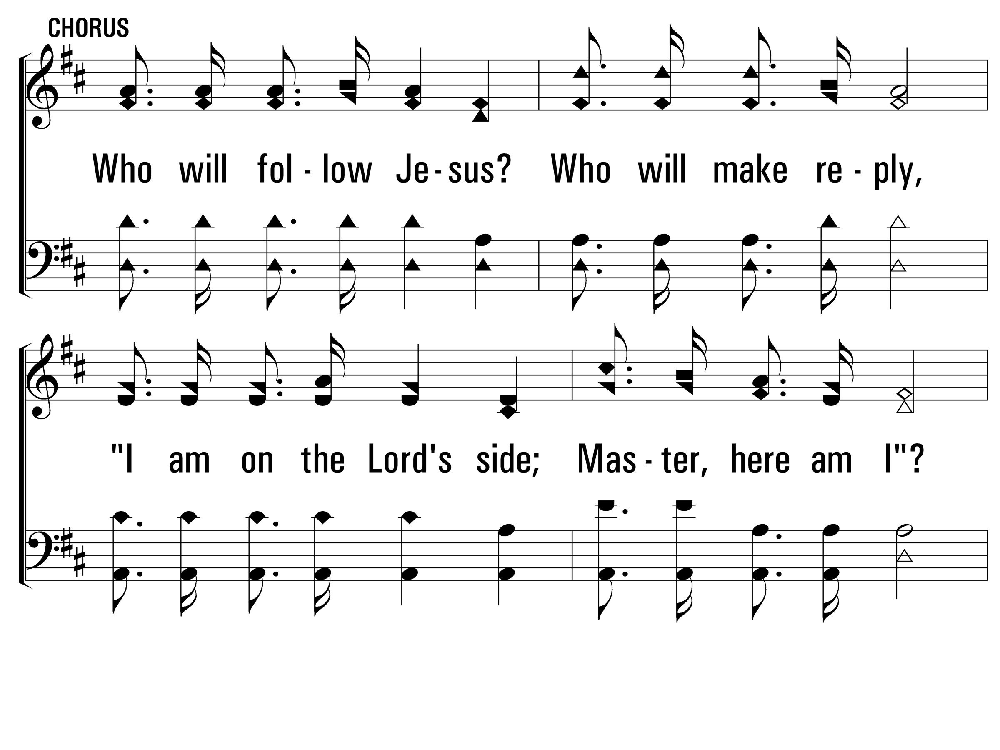 CHORUS
Who will fol - low Je - sus? Who will make re - ply,
"I am on the Lord's side; Mas - ter, here am I"?